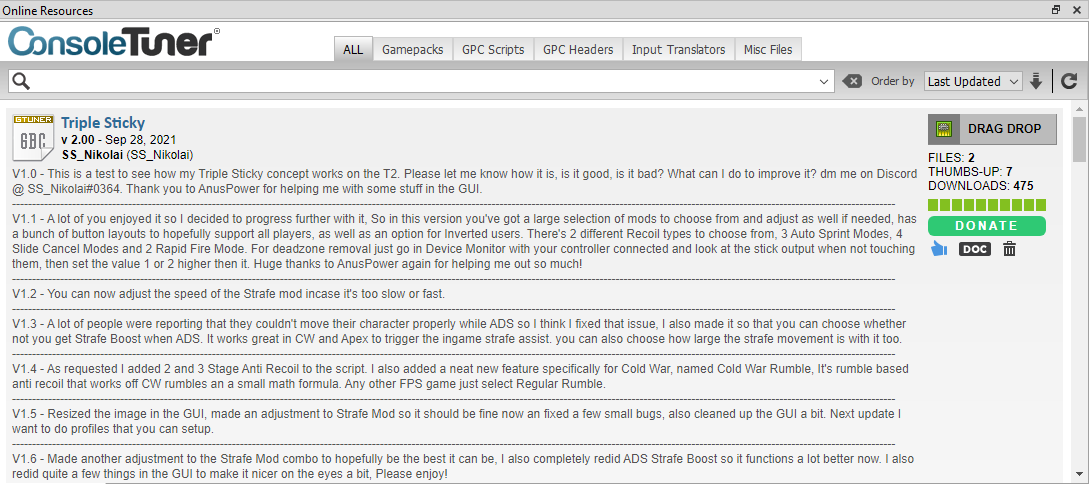 Online Resources
ConsoleTuner®
ALL Gamepacks GPC Scripts GPC Headers Input Translators Misc Files
Order by Last Updated
GTUNER
GBC
Triple Sticky
v 2.00 - Sep 28, 2021
SS_Nikolai (SS_Nikolai)
V1.0 - This is a test to see how my Triple Sticky concept works on the T2. Please let me know how it is, is it good, is it bad? What can I do to improve it? dm me on Discord
@ SS_Nikolai#0364. Thank you to AnusPower for helping me with some stuff in the GUI.
V1.1 - A lot of you enjoyed it so I decided to progress further with it, So in this version you've got a large selection of mods to choose from and adjust as well if needed, has
a bunch of button layouts to hopefully support all players, as well as an option for Inverted users. There's 2 different Recoil types to choose from, 3 Auto Sprint Modes, 4
Slide Cancel Modes and 2 Rapid Fire Mode. For deadzone removal just go in Device Monitor with your controller connected and look at the stick output when not touching
them, then set the value 1 or 2 higher then it. Huge thanks to AnusPower again for helping me out so much!
V1.2 - You can now adjust the speed of the Strafe mod incase it's too slow or fast.
V1.3 - A lot of people were reporting that they couldn't move their character properly while ADS so I think I fixed that issue, I also made it so that you can choose whether
not you get Strafe Boost when ADS. It works great in CW and Apex to trigger the ingame strafe assist. you can also choose how large the strafe movement is with it too.
V1.4 - As requested I added 2 and 3 Stage Anti Recoil to the script. I also added a neat new feature specifically for Cold War, named Cold War Rumble, It's rumble based
anti recoil that works off CW rumbles an a small math formula. Any other FPS game just select Regular Rumble.
V1.5 - Resized the image in the GUI, made an adjustment to Strafe Mod so it should be fine now an fixed a few small bugs, also cleaned up the GUI a bit. Next update I
want to do profiles that you can setup.
V1.6 - Made another adjustment to the Strafe Mod combo to hopefully be the best it can be, I also completely redid ADS Strafe Boost so it functions a lot better now. I also
redid quite a few things in the GUI to make it nicer on the eyes a bit, Please enjoy!
DRAG DROP
FILES: 2
THUMBS-UP: 7
DOWNLOADS: 475
DONATE
DOC